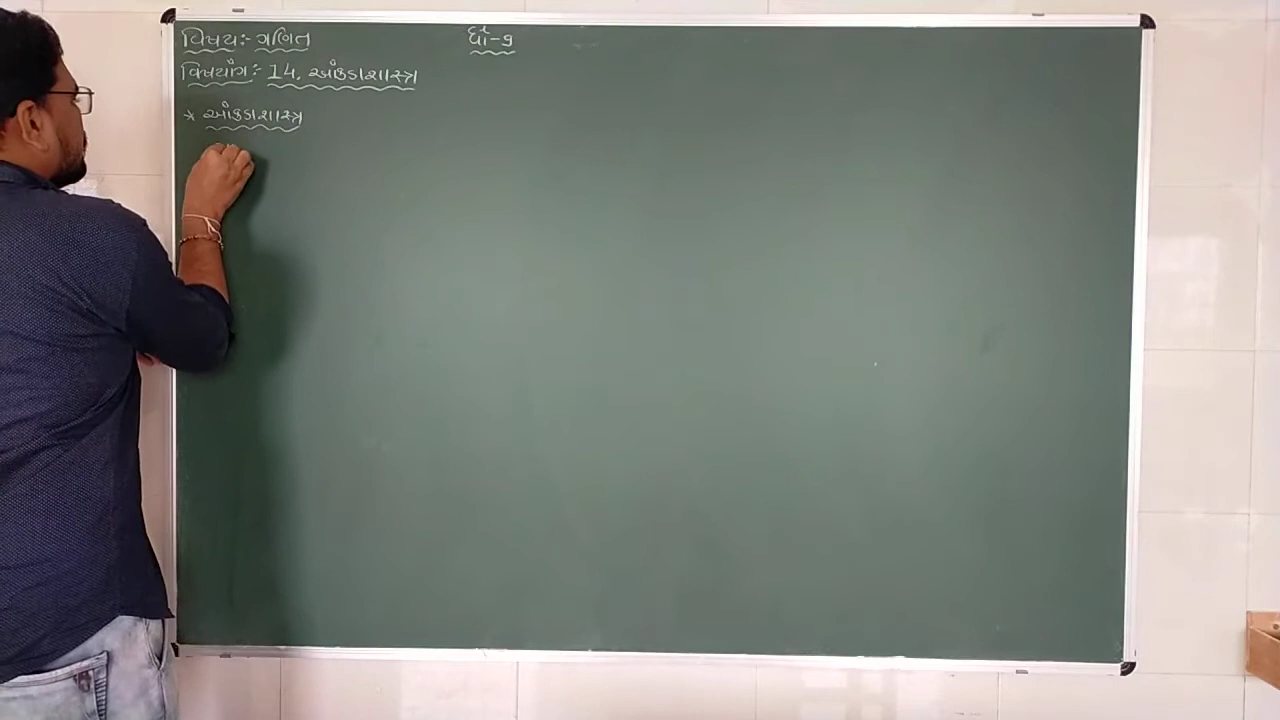 વિષય:- ગણિત ધો-૭
વિષયાંગ:- 14. આંકડાશાસ્ત્ર
* આંકડાશાસ્ત્ર